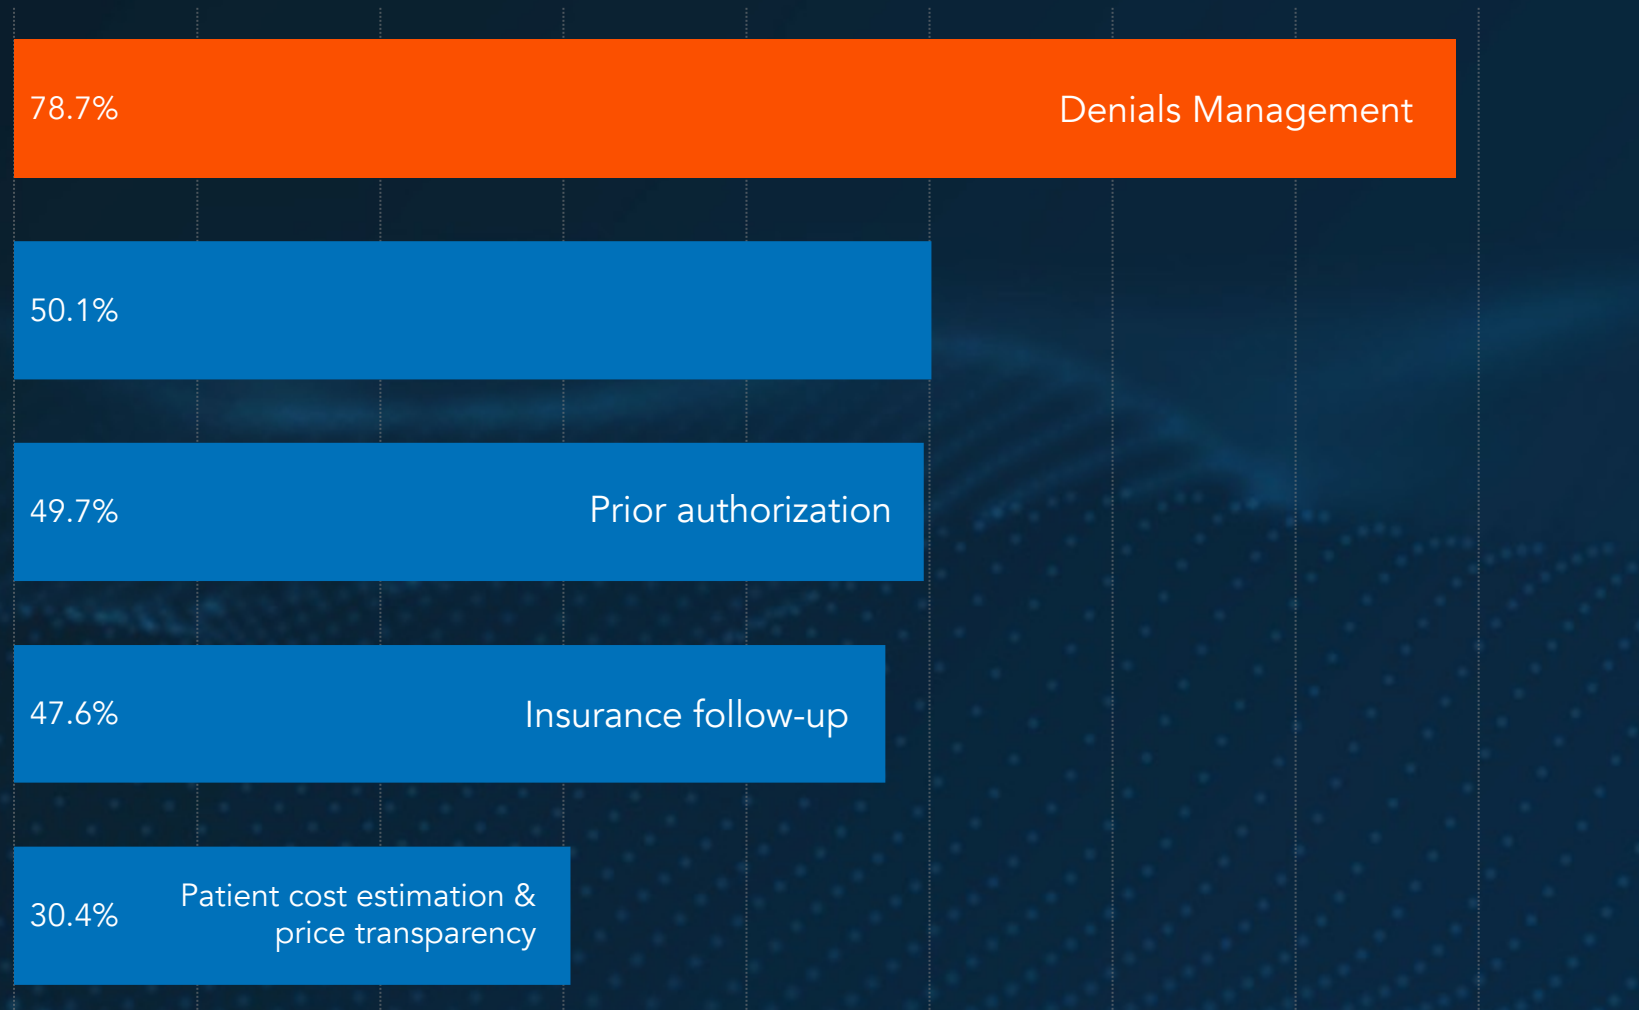 78.7% Denials Management
50.1%
49.7% Prior authorization
47.6% Insurance follow-up
30.4% Patient cost estimation &
price transparency